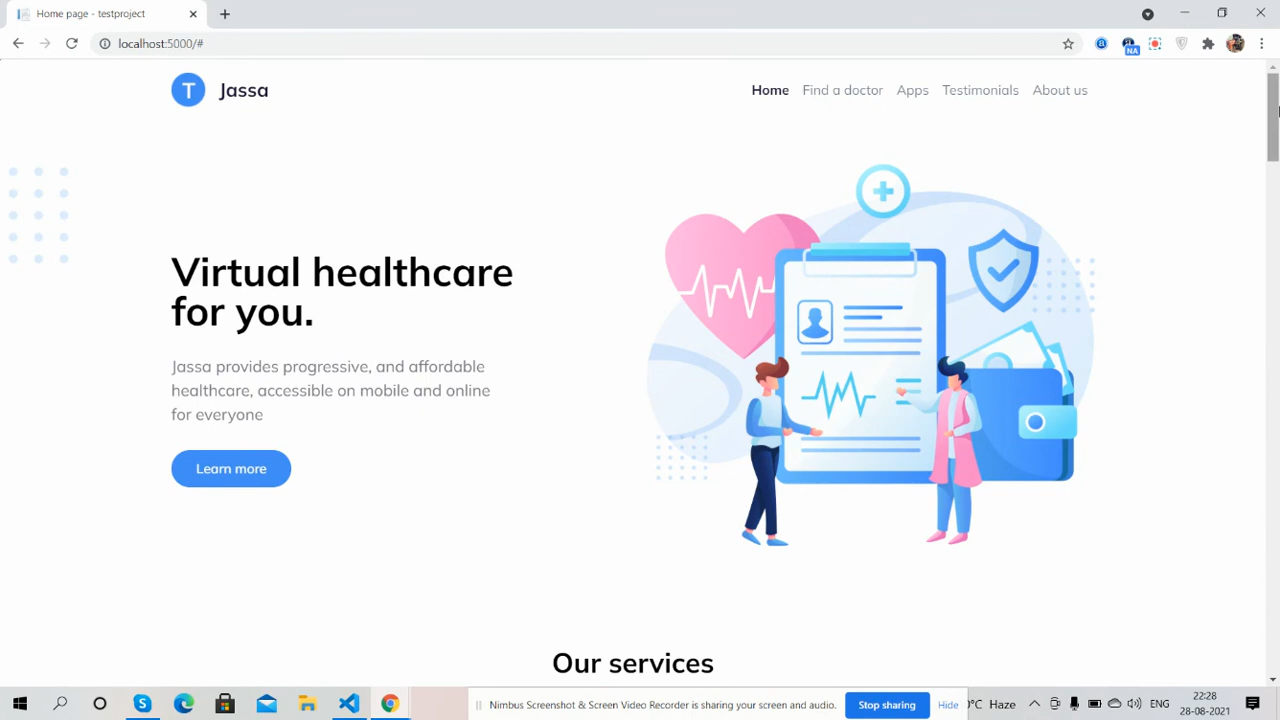 Home page - testproject
localhost:5000/#
NA
T
Jassa
Home Find a doctor Apps Testimonials About us
Virtual healthcare
for you.
Jassa provides progressive, and affordable
healthcare, accessible on mobile and online
for everyone
Learn more
Our services
Nimbus Screenshot & Screen Video Recorder is sharing your screen and audio.
Stop sharing
Hide
°C Haze
ENG
22:28
28-08-2021